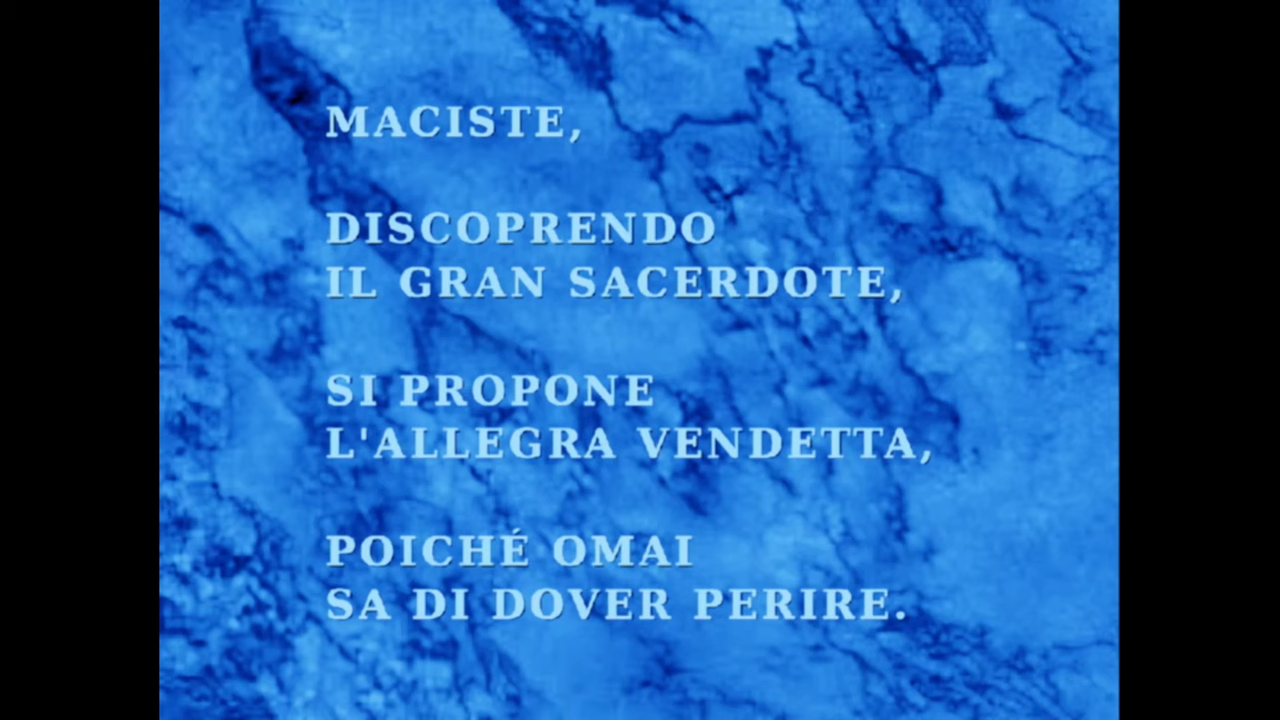 MACISTE,
DISCOPRENDO
IL GRAN SACERDOTE,
SI PROPONE
L'ALLEGRA VENDETTA,
POICHÉ OMAI
SA DI DOVER PERIRE.